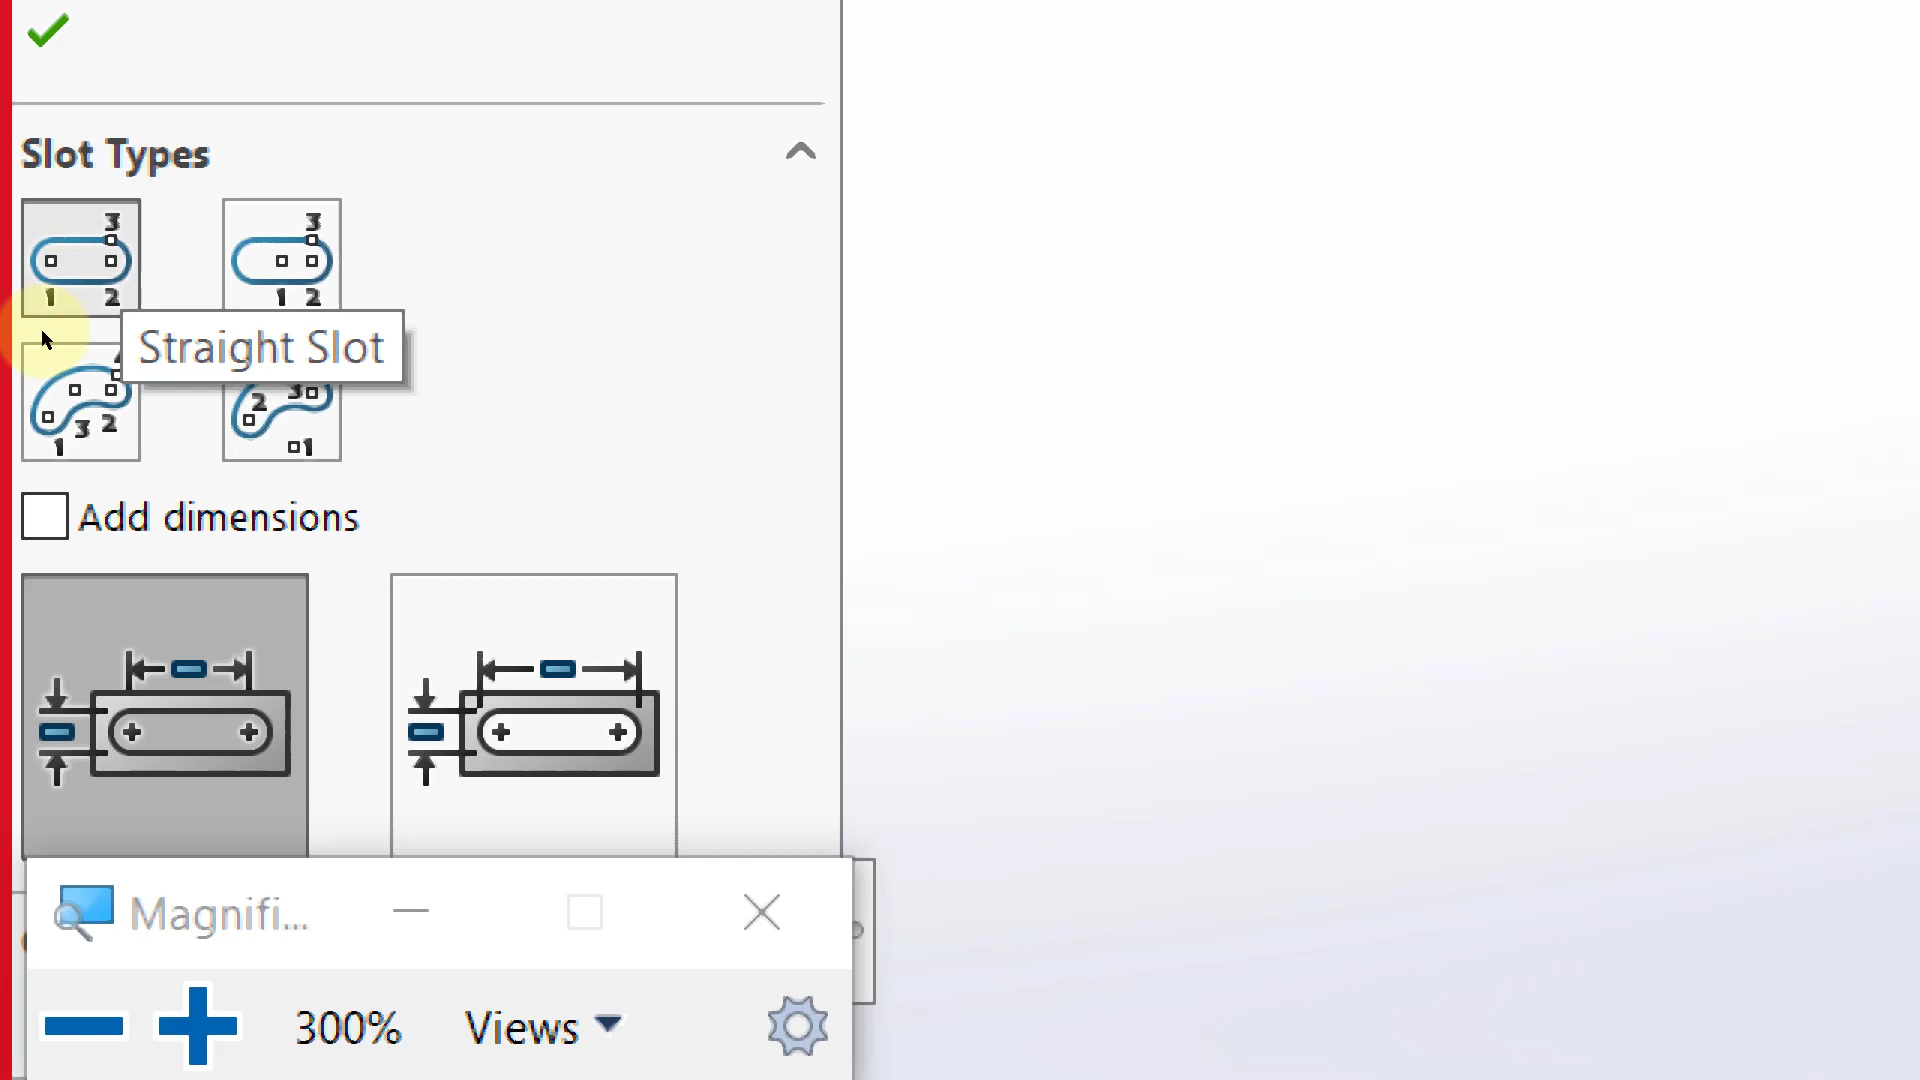 Slot Types
3
3
1 2
1 2
Straight Slot
2 3
3 2
1
1
Add dimensions
Magnifi...
300% Views